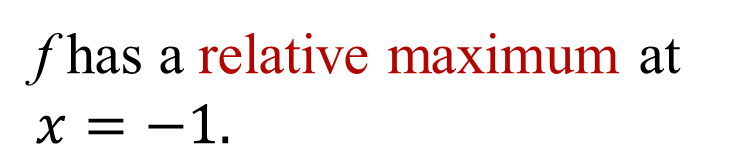 f has a relative maximum at
x = −1.